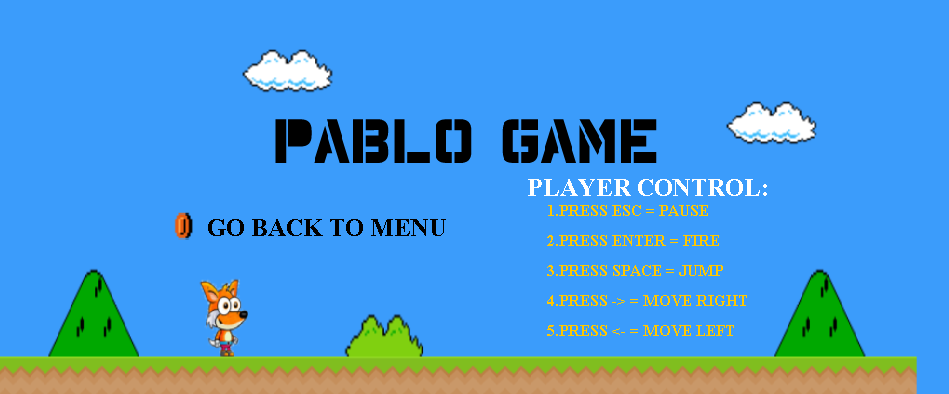 PABLO GAME
PLAYER CONTROL:
1.PRESS ESC = PAUSE
GO BACK TO MENU
2.PRESS ENTER = FIRE
3.PRESS SPACE = JUMP
4.PRESS -> = MOVE RIGHT
5.PRESS <- = MOVE LEFT